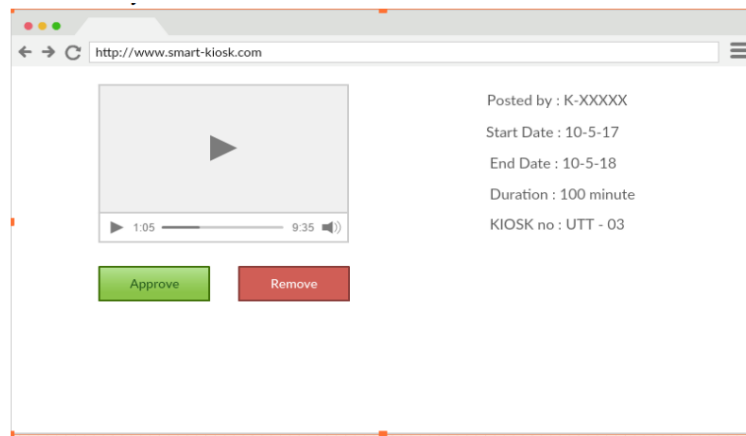 http://www.smart-kiosk.com
Posted by : K-XXXXX
Start Date : 10-5-17
End Date : 10-5-18
Duration : 100 minute
KIOSK no : UTT - 03
1:05
9:35
Approve
Remove